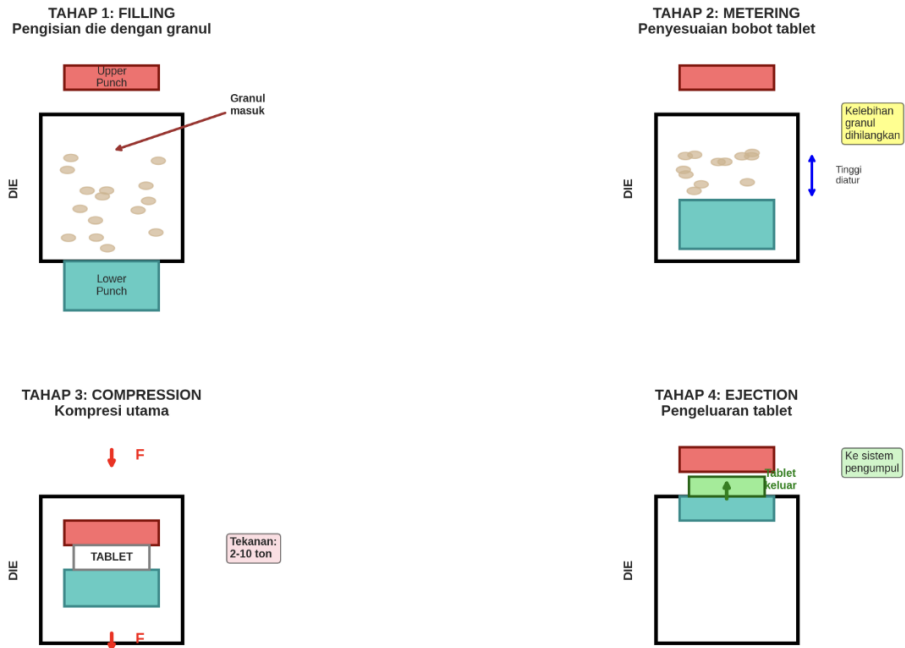 TAHAP 1: FILLING
Pengisian die dengan granul
Upper
Punch
Granul
masuk
DIE
Lower
Punch
TAHAP 2: METERING
Penyesuaian bobot tablet
Kelebihan
granul
dihilangkan
Tinggi
diatur
DIE
TAHAP 3: COMPRESSION
Kompresi utama
F
TABLET
Tekanan:
2-10 ton
DIE
F
TAHAP 4: EJECTION
Pengeluaran tablet
Ke sistem
pengumpul
Tablet
keluar
DIE